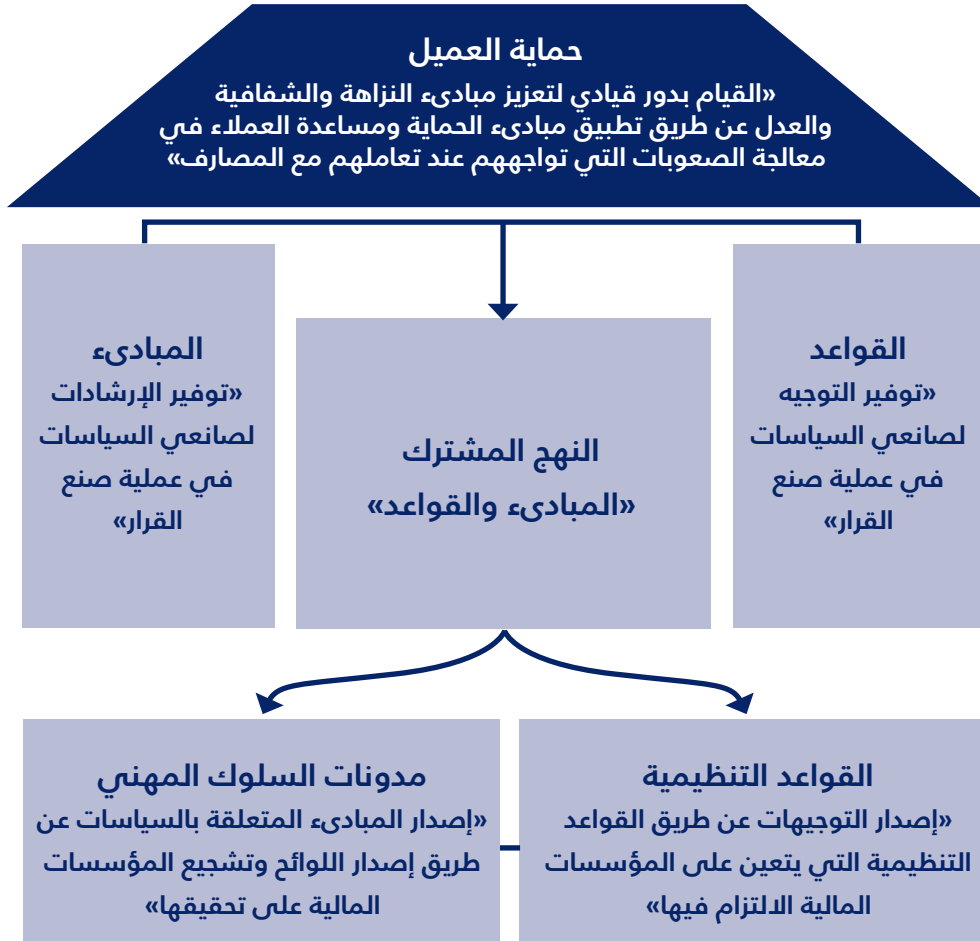 حماية العميل
«القيام بدور قيادي لتعزيز مبادىء النزاهة والشفافية
والعدل عن طريق تطبيق مبادىء الحماية ومساعدة العملاء في
معالجة الصعوبات التي تواجههم عند تعاملهم مع المصارف»
القواعد
«توفير التوجيه
لصانعي السياسات
في عملية صنع
القرار»
النهج المشترك
«المبادىء والقواعد»
المبادىء
«توفير الإرشادات
لصانعي السياسات
في عملية صنع
القرار»
القواعد التنظيمية
«إصدار التوجيهات عن طريق القواعد
التنظيمية التي يتعين على المؤسسات
المالية الالتزام فيها»
مدونات السلوك المهني
«إصدار المبادىء المتعلقة بالسياسات عن
طريق إصدار اللوائح وتشجيع المؤسسات
المالية على تحقيقها»